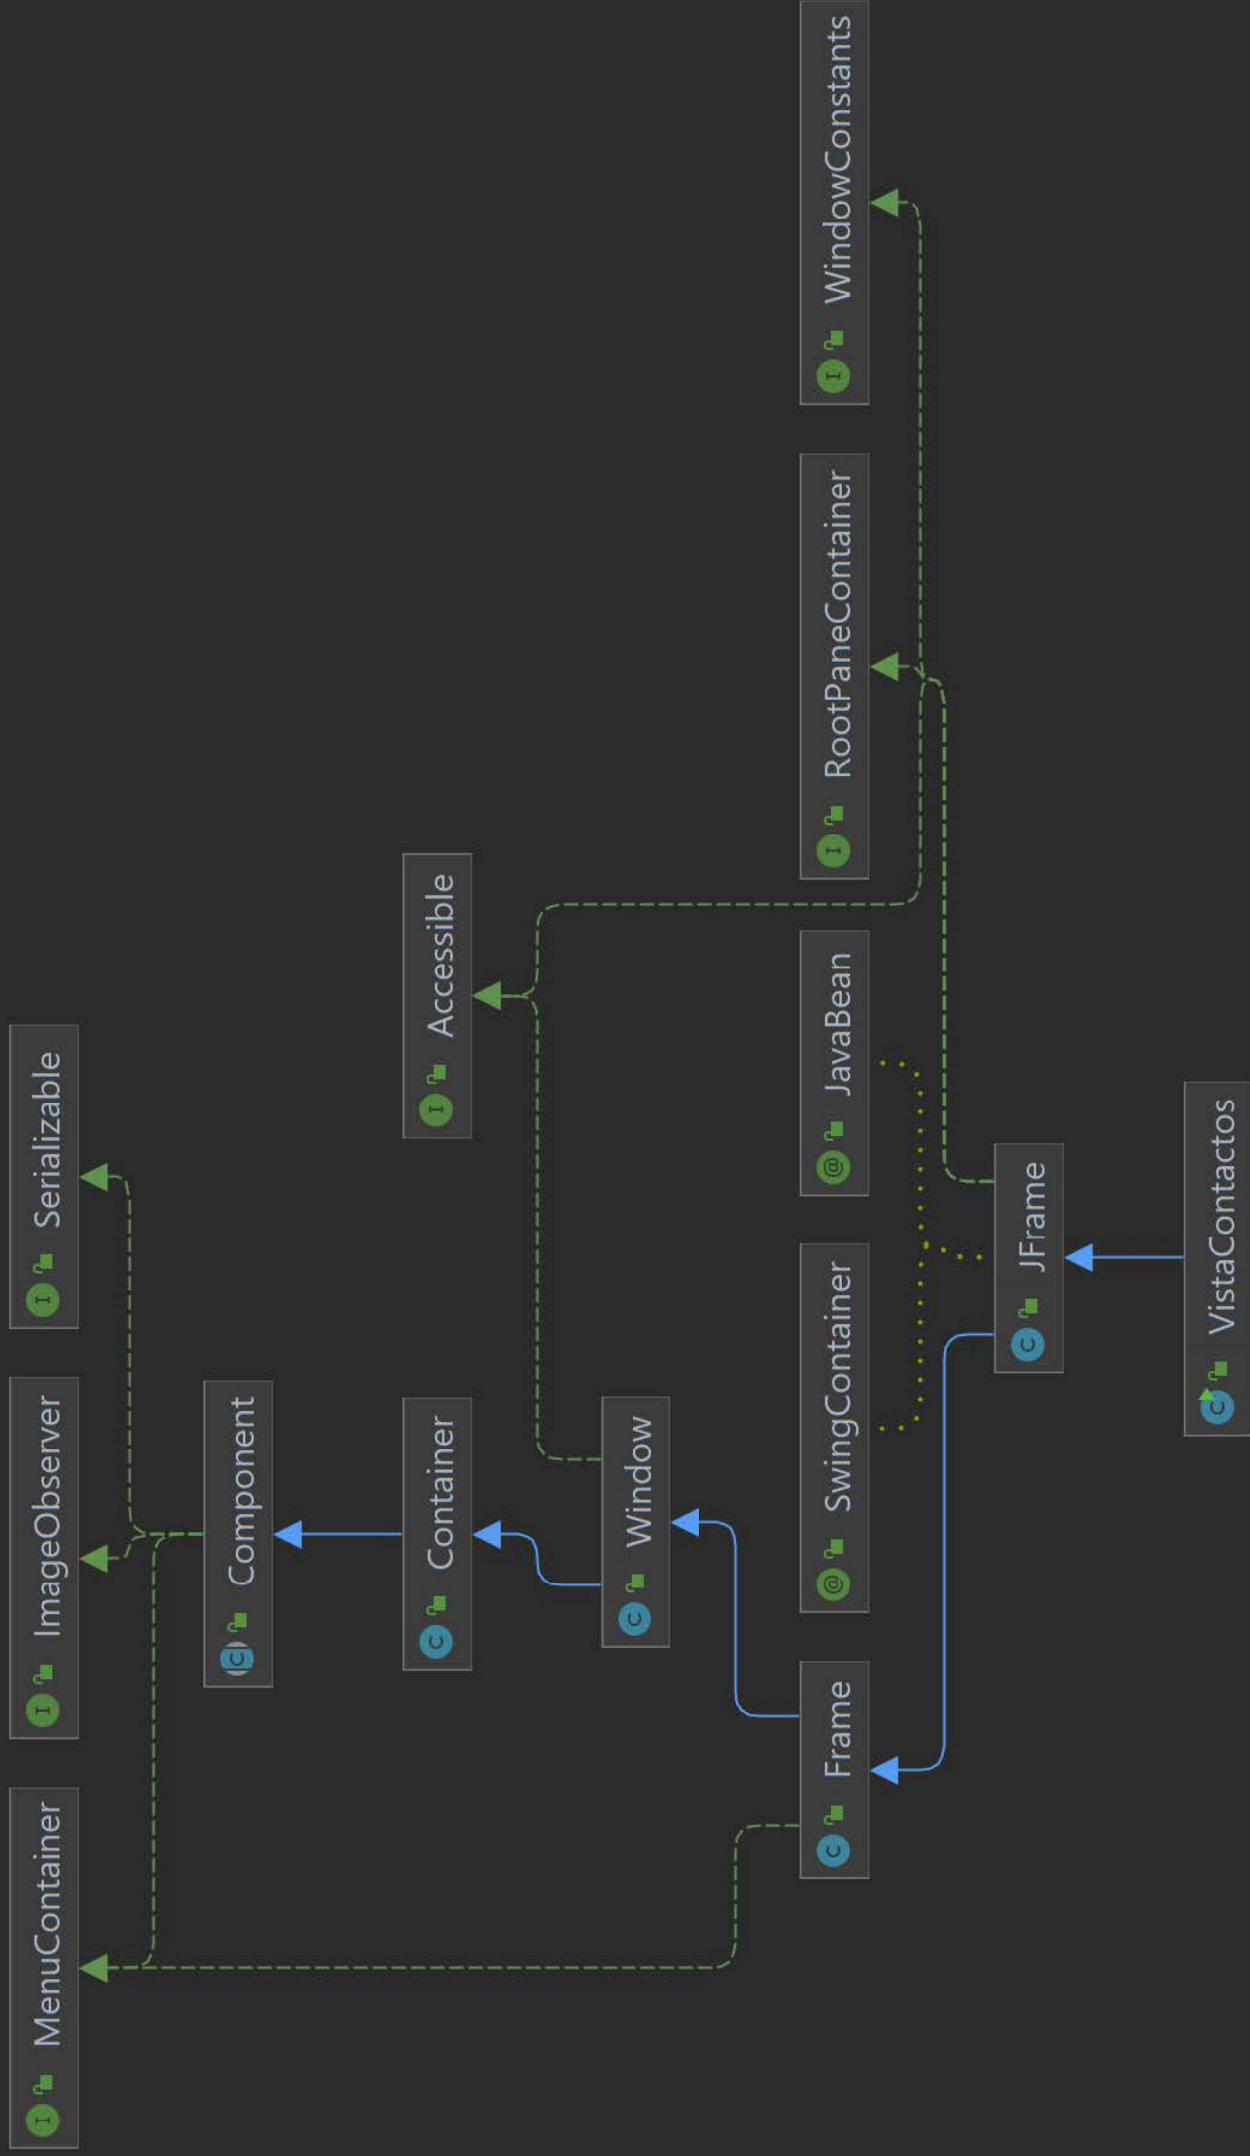 I MenuContainer
I ImageObserver
I Serializable
C Component
C Container
I Accessible
C Window
C Frame
@ SwingContainer
@ JavaBean
I RootPaneContainer
I WindowConstants
C JFrame
C VistaContactos